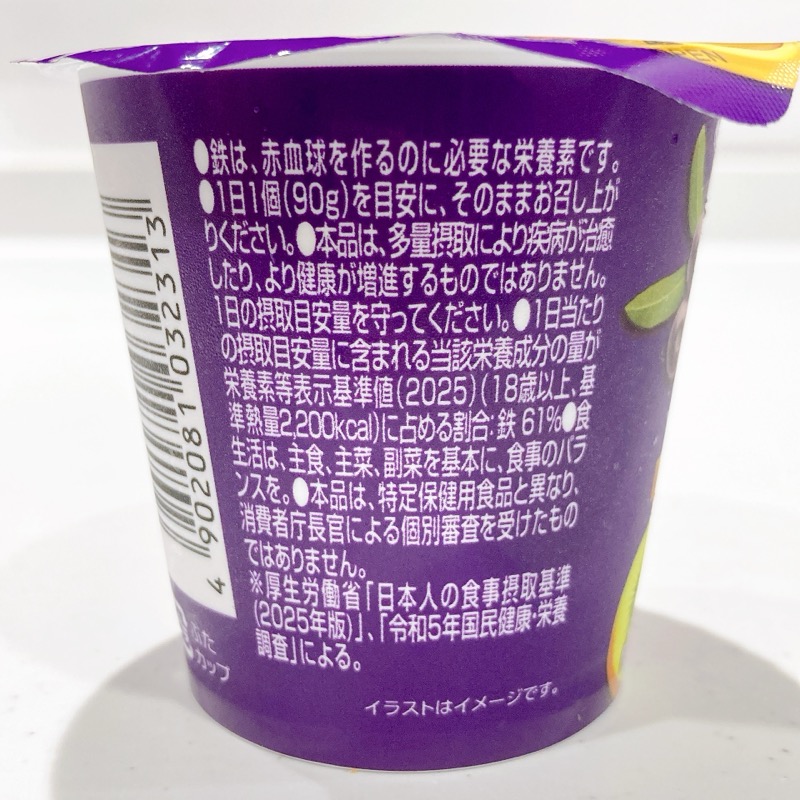 ●鉄は、赤血球を作るのに必要な栄養素です。
●1日1個(90g)を目安に、そのままお召し上が
りください。●本品は、多量摂取により疾病が治癒
したり、より健康が増進するものではありません。
1日の摂取目安量を守ってください。●1日当たり
の摂取目安量に含まれる当該栄養成分の量が
栄養素等表示基準値(2025)(18歳以上、基
準熱量2,200kcal)に占める割合：鉄 61%●食
生活は、主食、主菜、副菜を基本に、食事のバラ
ンスを。●本品は、特定保健用食品と異なり、
消費者庁長官による個別審査を受けたもの
ではありません。
※厚生労働省「日本人の食事摂取基準
(2025年版)」、「令和5年国民健康・栄養
調査」による。
イラストはイメージです。
4902081032313
ふた
カップ